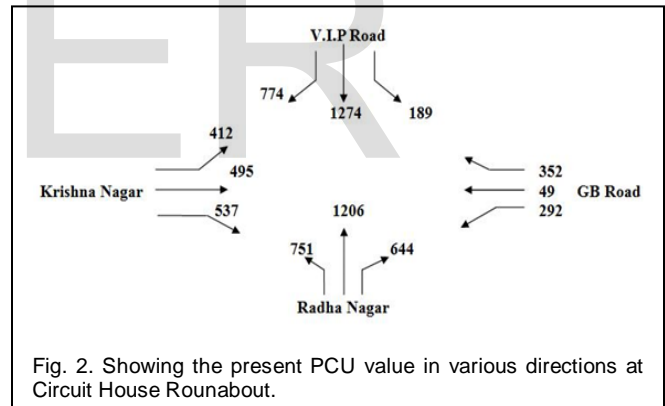 ER
V.I.P Road
774
1274
189
412
495
352
Krishna Nagar
49
GB Road
537
1206
292
751
644
Radha Nagar
Fig. 2. Showing the present PCU value in various directions at
Circuit House Rounabout.